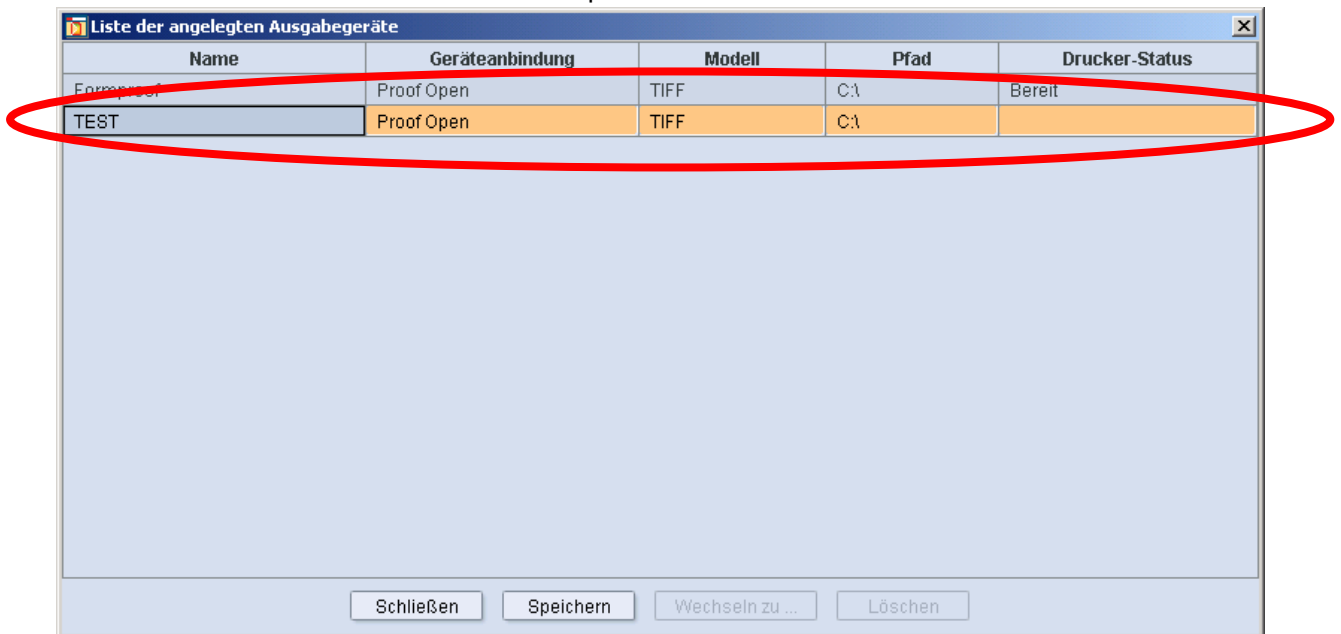 Liste der angelegten Ausgabegeräte
Name Geräteanbindung Modell Pfad Drucker-Status
Formproof Proof Open TIFF C:\ Bereit
TEST Proof Open TIFF C:\
Schließen Speichern Wechseln zu ... Löschen